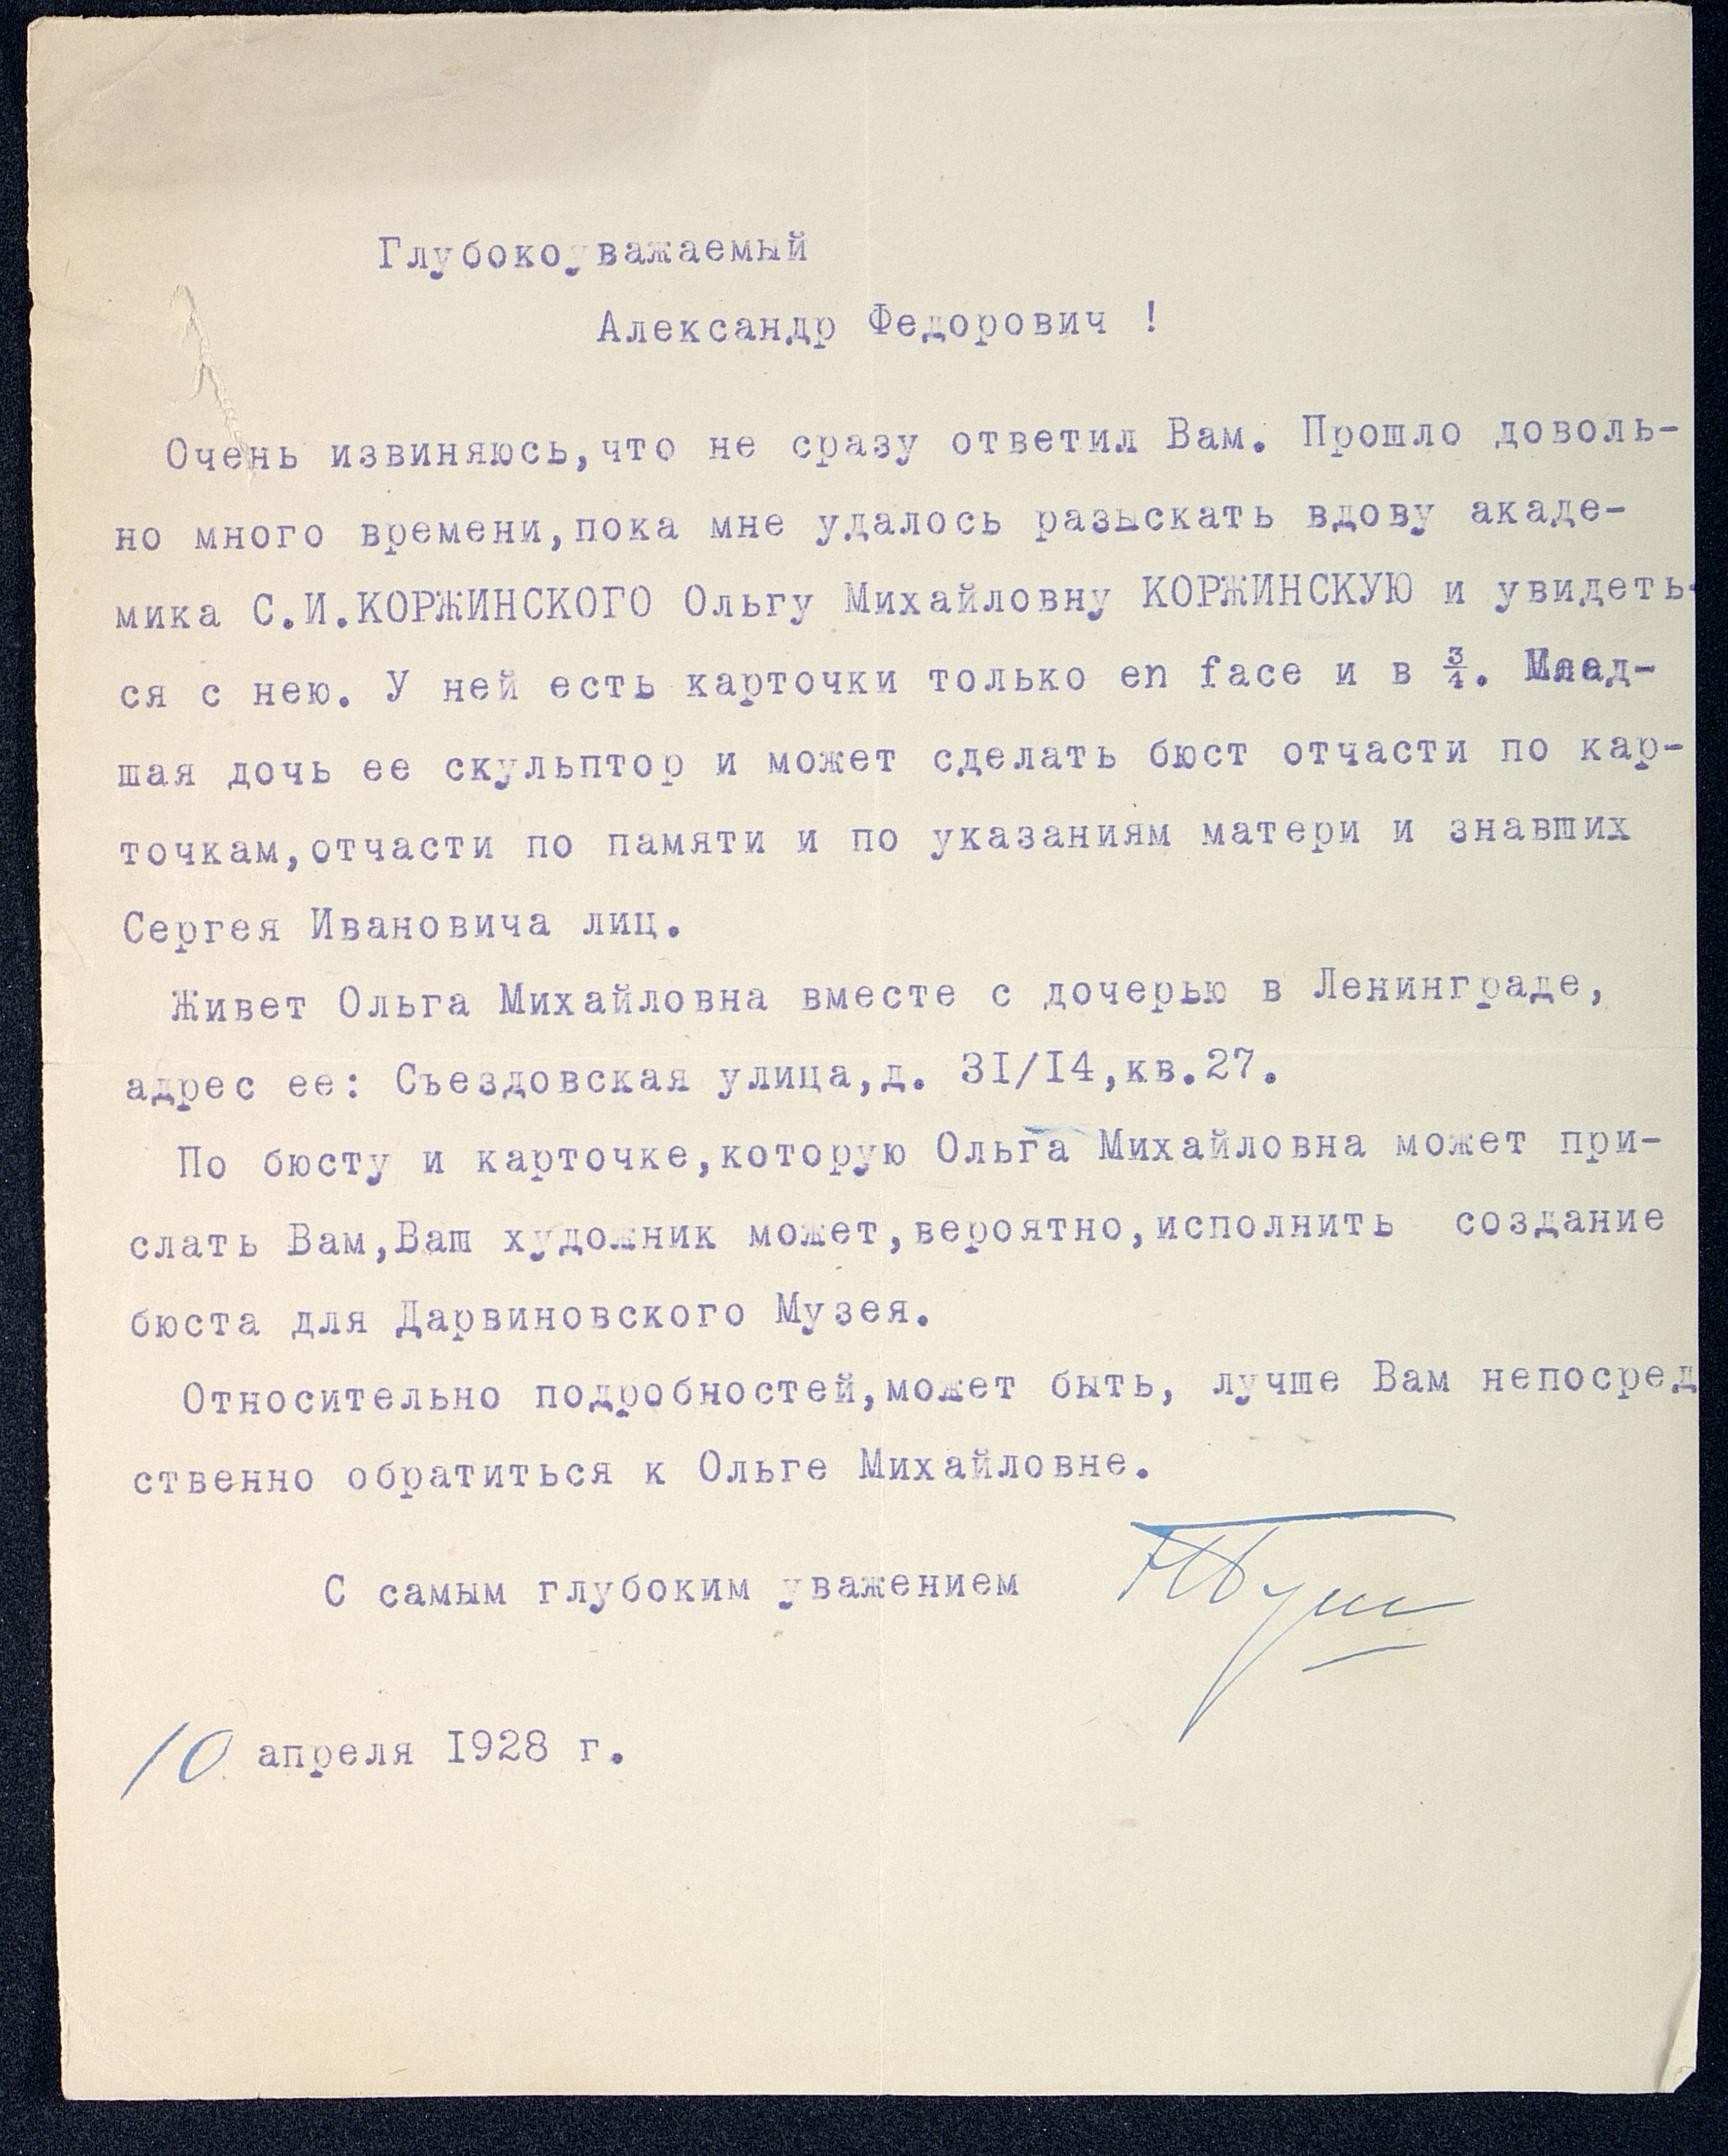 Глубокоуважаемый
Александр Федорович !
Очень извиняюсь,что не сразу ответил Вам. Прошло доволь-
но много времени,пока мне удалось разыскать вдову акаде-
мика С.И.КОРЖИНСКОГО Ольгу Михайловну КОРЖИНСКУЮ и увидеть-
ся с нею. У ней есть карточки только en face и в ¾. Млад-
шая дочь ее скульптор и может сделать бюст отчасти по кар-
точкам,отчасти по памяти и по указаниям матери и знавших
Сергея Ивановича лиц.
Живет Ольга Михайловна вместе с дочерью в Ленинграде,
адрес ее: Съездовская улица,д. 3I/I4,кв.27.
По бюсту и карточке,которую Ольга Михайловна может при-
слать Вам,Ваш художник может,вероятно,исполнить создание
бюста для Дарвиновского Музея.
Относительно подробностей,может быть, лучше Вам непосред
ственно обратиться к Ольге Михайловне.
С самым глубоким уважением
10 апреля I928 г.